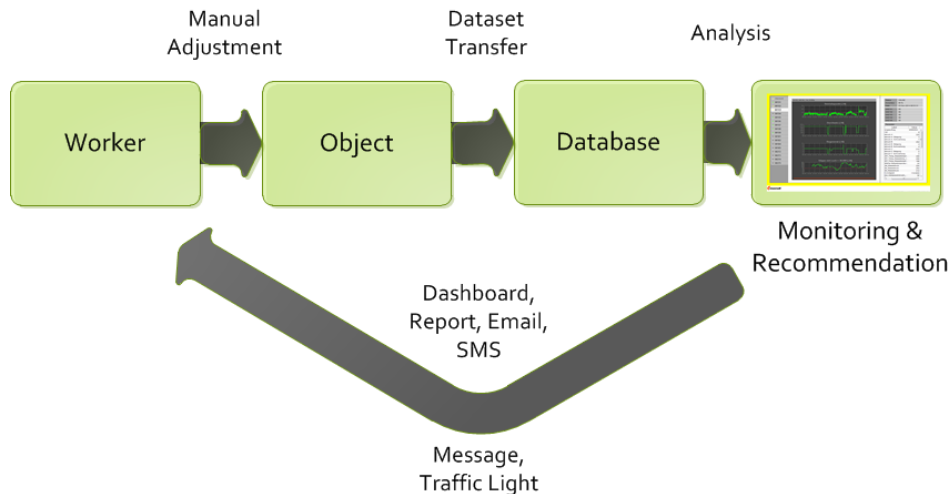 Manual
Adjustment
Dataset
Transfer
Analysis
Worker
Object
Database
Monitoring &
Recommendation
Dashboard,
Report, Email,
SMS
Message,
Traffic Light